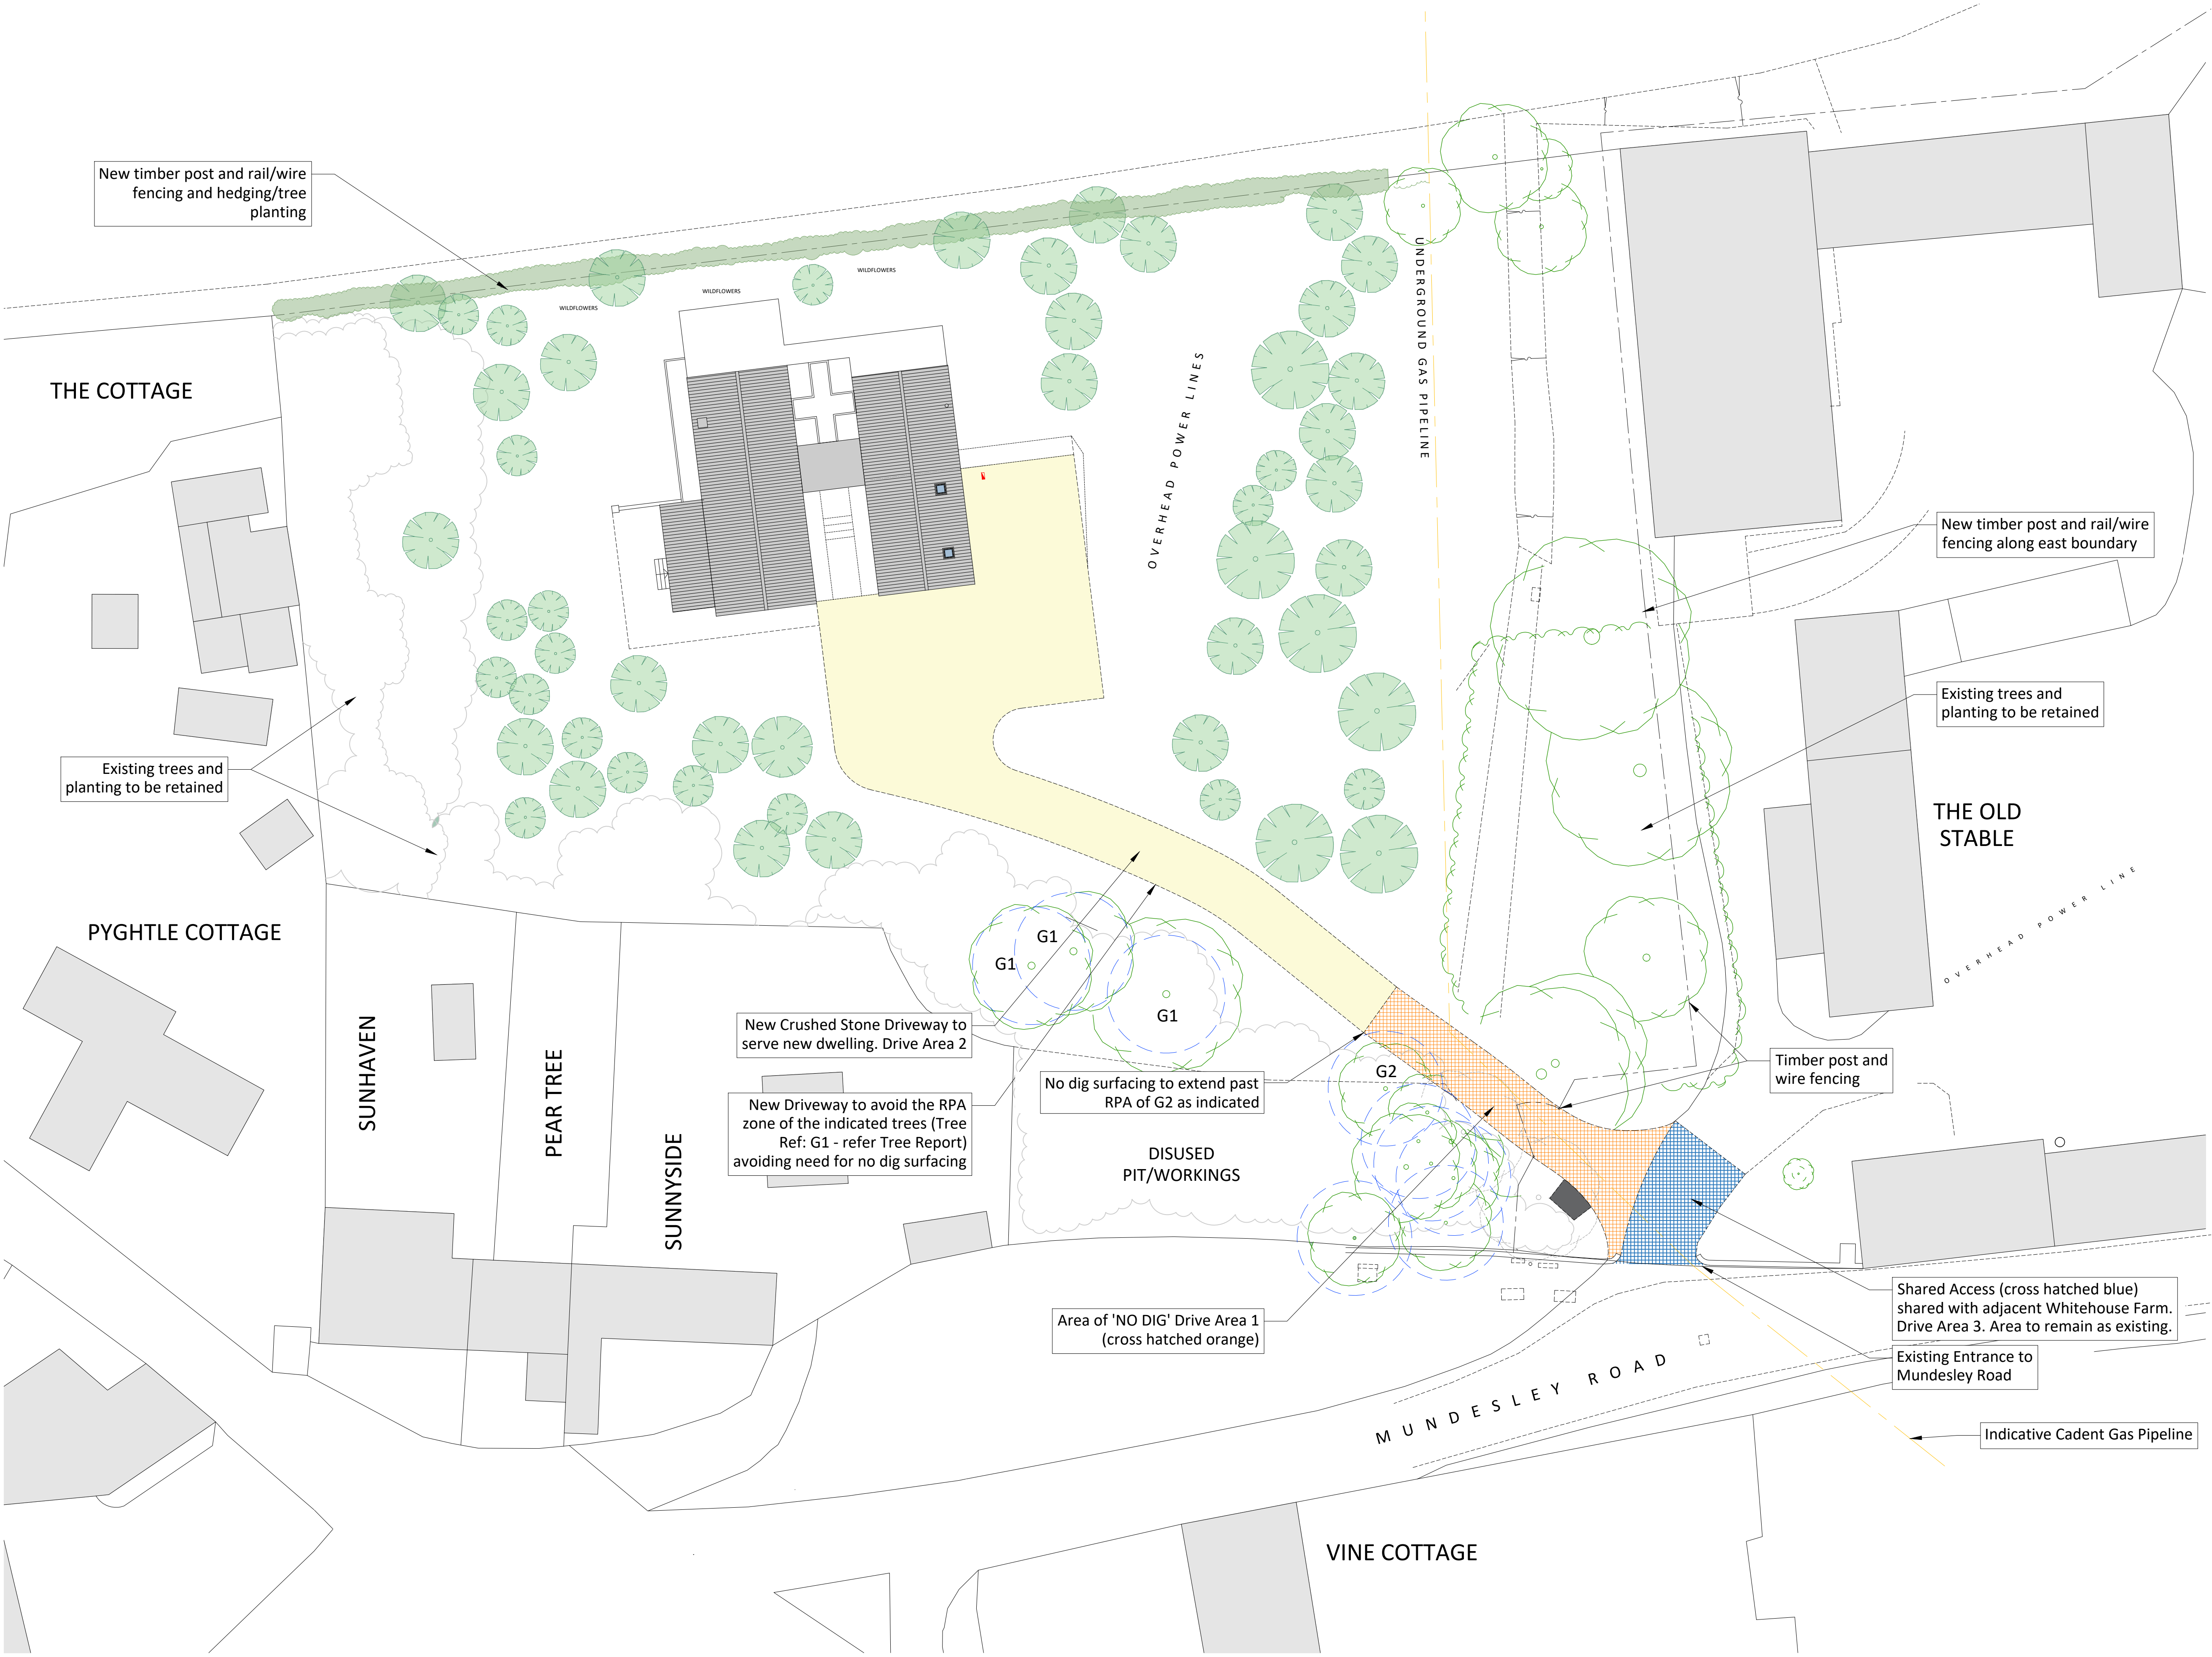 New timber post and rail/wire
fencing and hedging/tree
planting
WILDFLOWERS
WILDFLOWERS
WILDFLOWERS
THE COTTAGE
OVERHEAD POWER LINES
UNDERGROUND GAS PIPELINE
New timber post and rail/wire
fencing along east boundary
Existing trees and
planting to be retained
Existing trees and
planting to be retained
THE OLD
STABLE
OVERHEAD POWER LINE
PYGHTLE COTTAGE
SUNHAVEN
PEAR TREE
SUNNYSIDE
G1
G1
G1
G2
New Crushed Stone Driveway to
serve new dwelling. Drive Area 2
No dig surfacing to extend past
RPA of G2 as indicated
New Driveway to avoid the RPA
zone of the indicated trees (Tree
Ref: G1 - refer Tree Report)
avoiding need for no dig surfacing
DISUSED
PIT/WORKINGS
Timber post and
wire fencing
Area of 'NO DIG' Drive Area 1
(cross hatched orange)
Shared Access (cross hatched blue)
shared with adjacent Whitehouse Farm.
Drive Area 3. Area to remain as existing.
Existing Entrance to
Mundesley Road
MUNDESLEY ROAD
Indicative Cadent Gas Pipeline
VINE COTTAGE